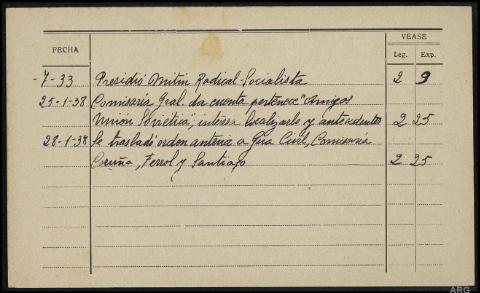 FECHA VEASE
Leg. Exp.
-7-33 Presidió mitin Radical-Socialista 2 9
25-1-38 Comisaría Gral. da cuenta pertenece "Amigos
Unión Soviética", interesa localizarlo y antecedentes 2 25
28-1-38 Se trasladó orden anterior a Gua Civil, Comisaría
Coruña, Ferrol y Santiago 2 25
ARG